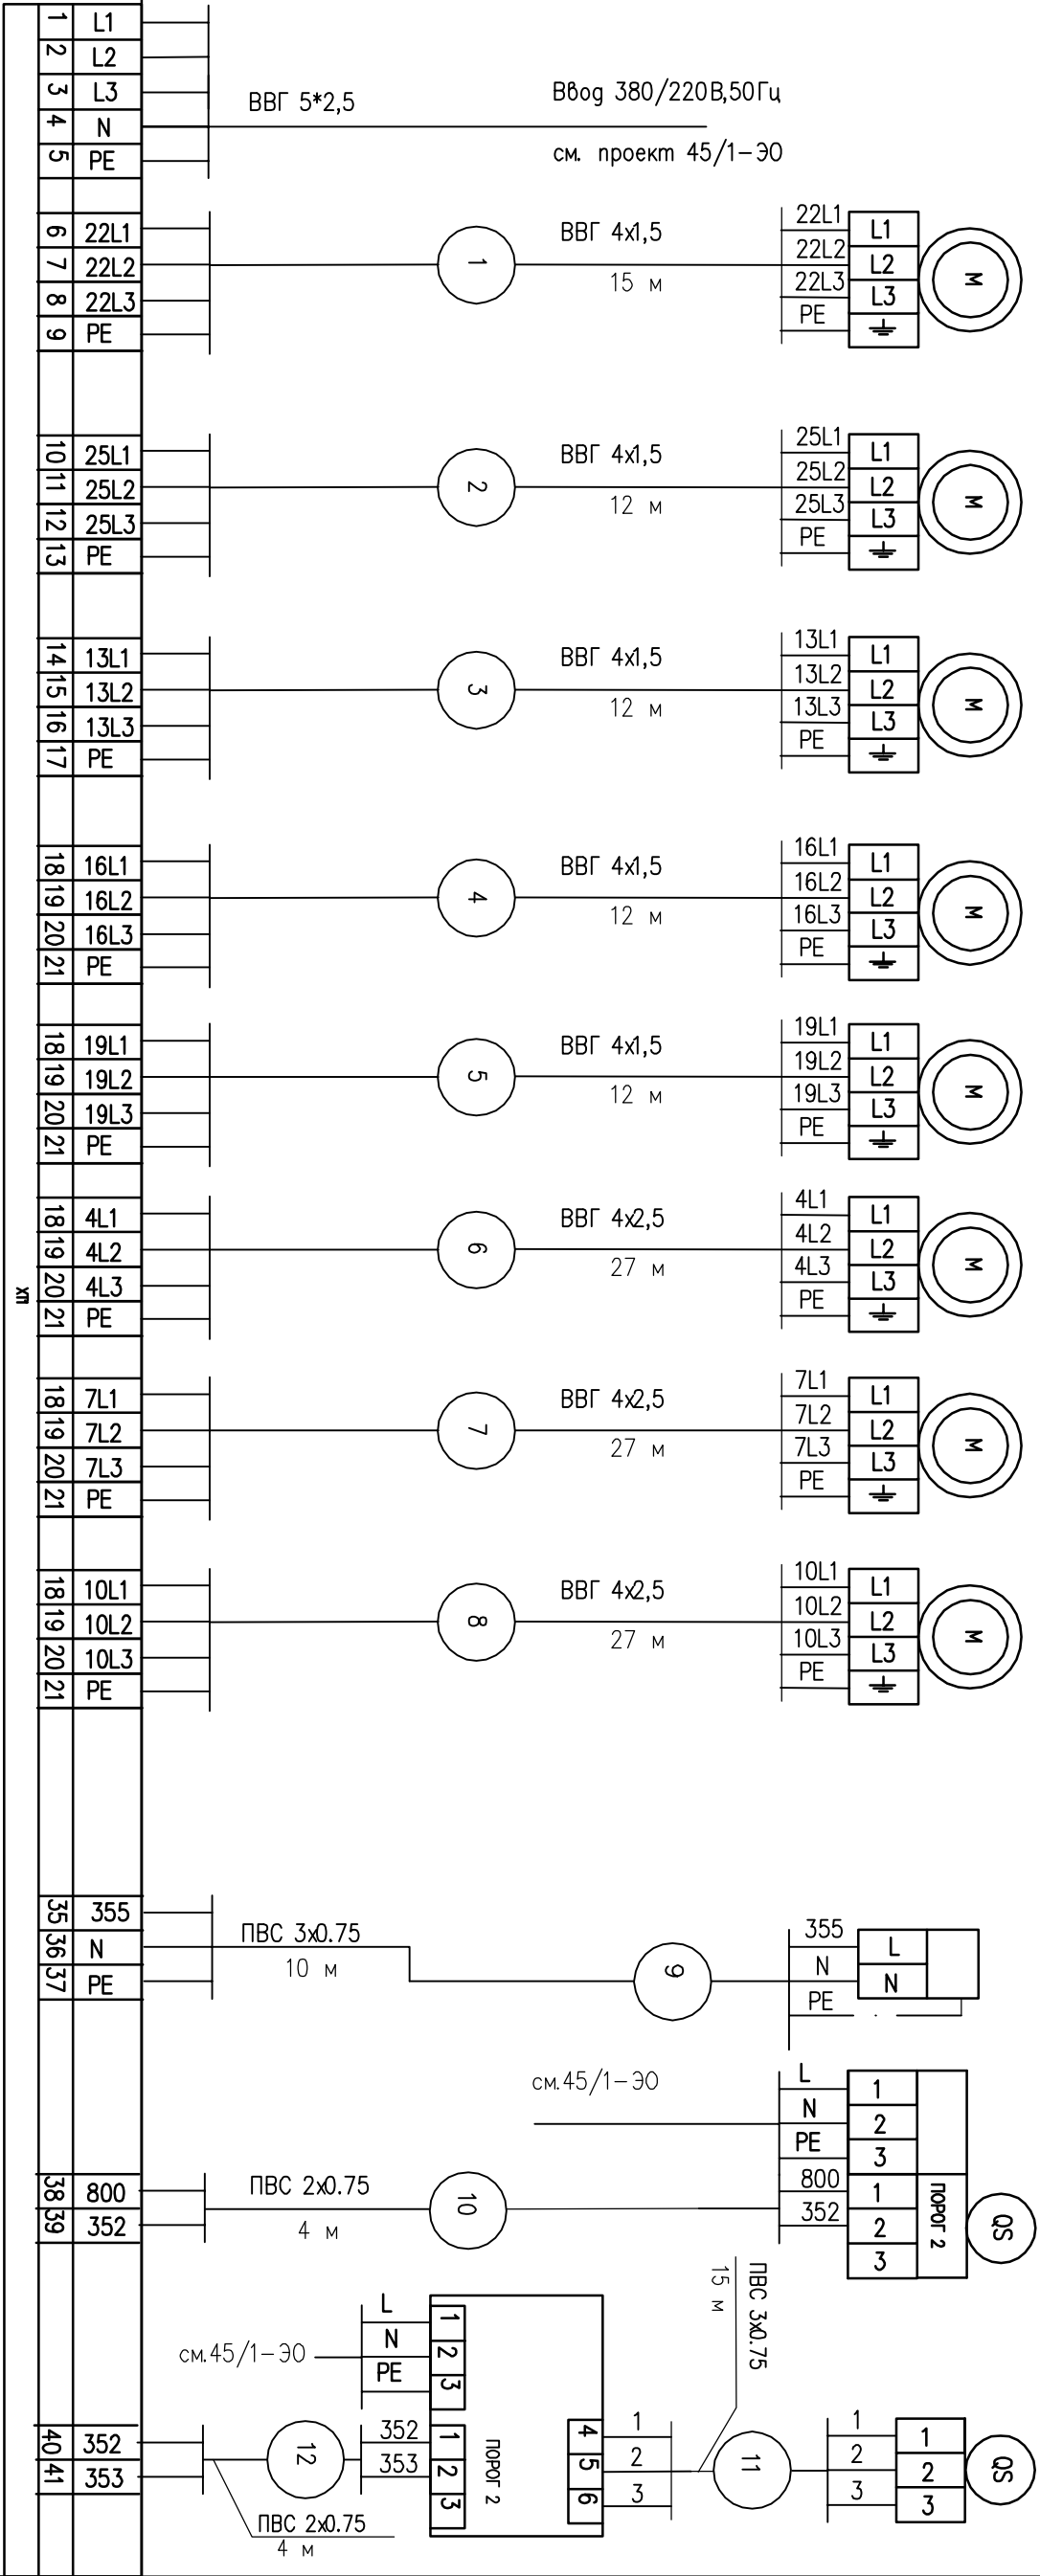 1 L1
2 L2
3 L3
4 N
5 PE
ВВГ 5*2,5
Ввод 380/220В,50Гц
см. проект 45/1-ЭО
6 22L1
7 22L2
8 22L3
9 PE
1
ВВГ 4х1,5
15 м
22L1 L1
22L2 L2
22L3 L3
PE
М
10 25L1
11 25L2
12 25L3
13 PE
2
ВВГ 4х1,5
12 м
25L1 L1
25L2 L2
25L3 L3
PE
М
14 13L1
15 13L2
16 13L3
17 PE
3
ВВГ 4х1,5
12 м
13L1 L1
13L2 L2
13L3 L3
PE
М
18 16L1
19 16L2
20 16L3
21 PE
4
ВВГ 4х1,5
12 м
16L1 L1
16L2 L2
16L3 L3
PE
М
18 19L1
19 19L2
20 19L3
21 PE
5
ВВГ 4х1,5
12 м
19L1 L1
19L2 L2
19L3 L3
PE
М
18 4L1
19 4L2
20 4L3
21 PE
6
ВВГ 4х2,5
27 м
4L1 L1
4L2 L2
4L3 L3
PE
М
ХП
18 7L1
19 7L2
20 7L3
21 PE
7
ВВГ 4х2,5
27 м
7L1 L1
7L2 L2
7L3 L3
PE
М
18 10L1
19 10L2
20 10L3
21 PE
8
ВВГ 4х2,5
27 м
10L1 L1
10L2 L2
10L3 L3
PE
М
35 355
36 N
37 PE
ПВС 3х0.75
10 м
9
355 L
N N
PE
см.45/1-ЭО
L 1
N 2
PE 3
38 800
39 352
ПВС 2х0.75
4 м
10
800 1
352 2
3
ПОРОГ 2
QS
см.45/1-ЭО
L 1
N 2
PE 3
ПВС 3х0.75
15 м
40 352
41 353
12
ПВС 2х0.75
4 м
352 1
353 2
3
ПОРОГ 2
4 1
5 2
6 3
11
1 1
2 2
3 3
QS